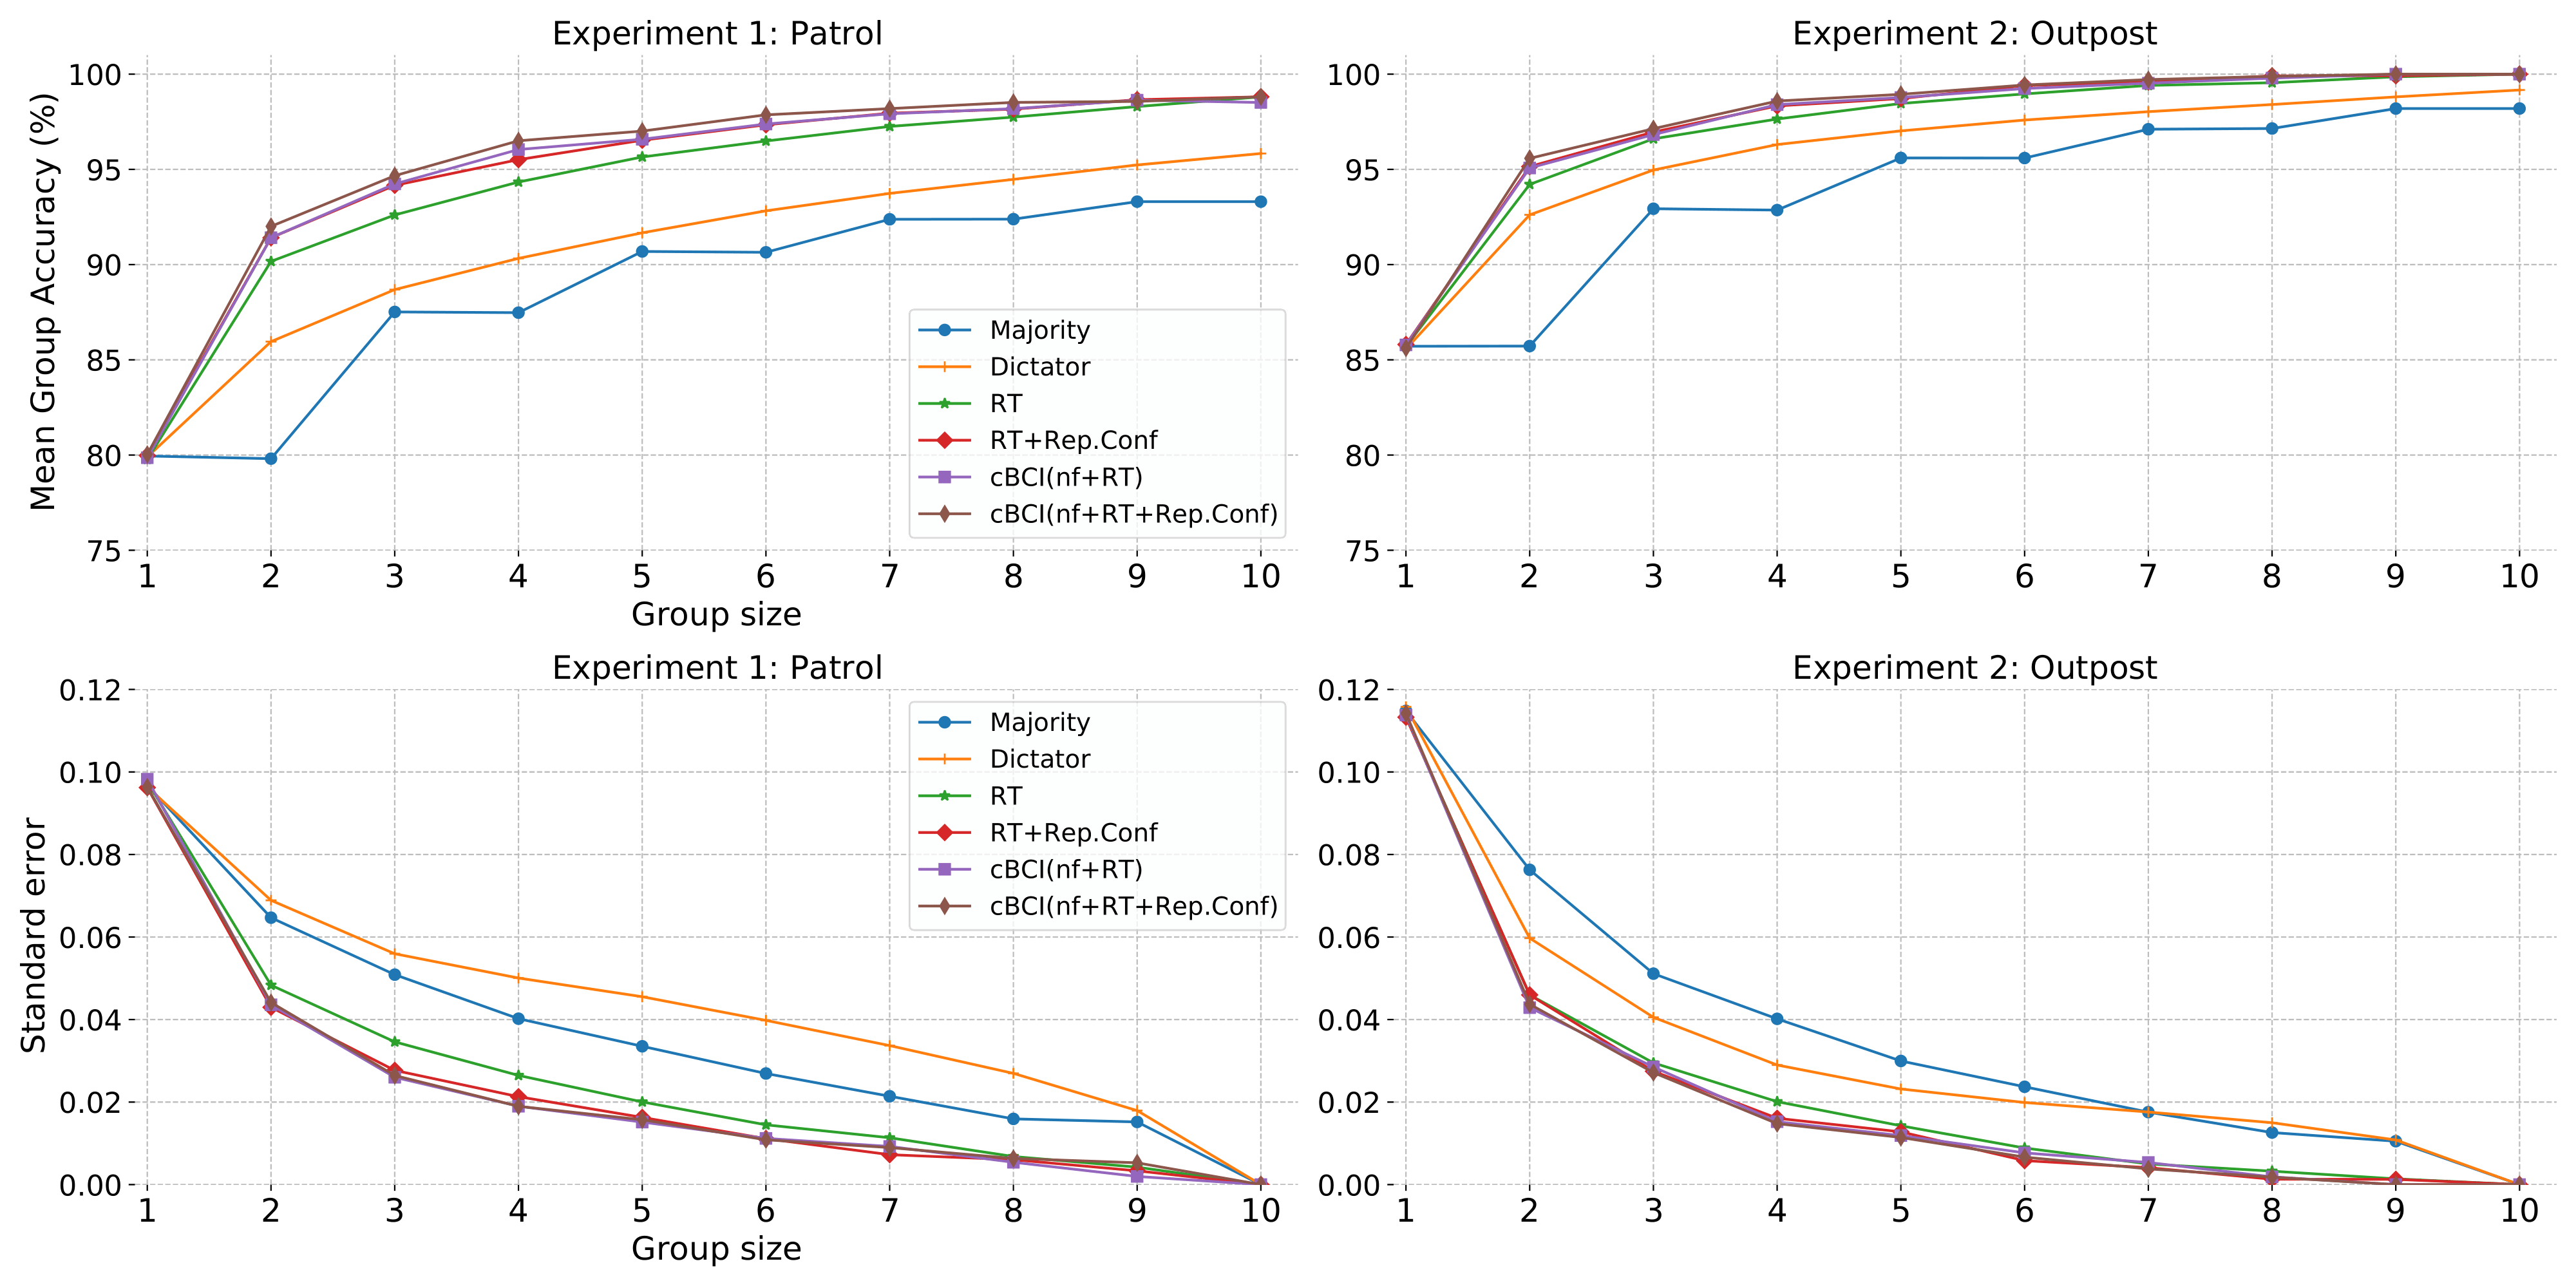 Experiment 1: Patrol
Mean Group Accuracy (%)
100
95
90
85
80
75
1 2 3 4 5 6 7 8 9 10
Group size
Majority
Dictator
RT
RT+Rep.Conf
cBCI(nf+RT)
cBCI(nf+RT+Rep.Conf)
Experiment 2: Outpost
100
95
90
85
80
75
1 2 3 4 5 6 7 8 9 10
Experiment 1: Patrol
Standard error
0.12
0.10
0.08
0.06
0.04
0.02
0.00
1 2 3 4 5 6 7 8 9 10
Group size
Majority
Dictator
RT
RT+Rep.Conf
cBCI(nf+RT)
cBCI(nf+RT+Rep.Conf)
Experiment 2: Outpost
0.12
0.10
0.08
0.06
0.04
0.02
0.00
1 2 3 4 5 6 7 8 9 10